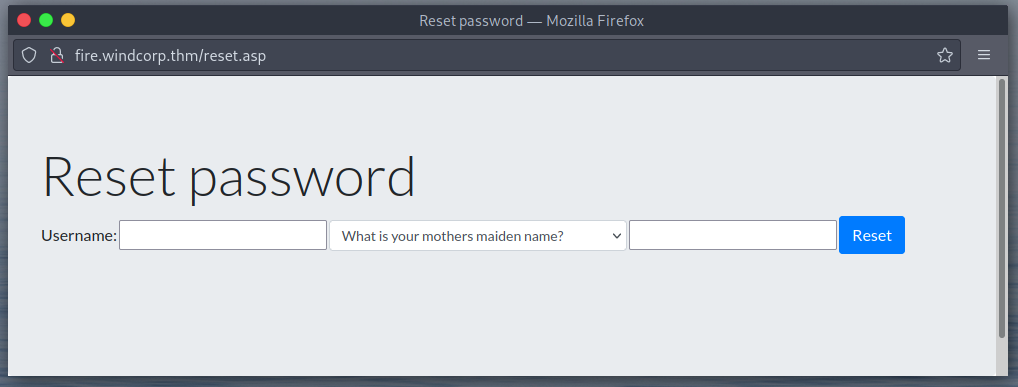 Reset password — Mozilla Firefox
fire.windcorp.thm/reset.asp
Reset password
Username: What is your mothers maiden name? Reset